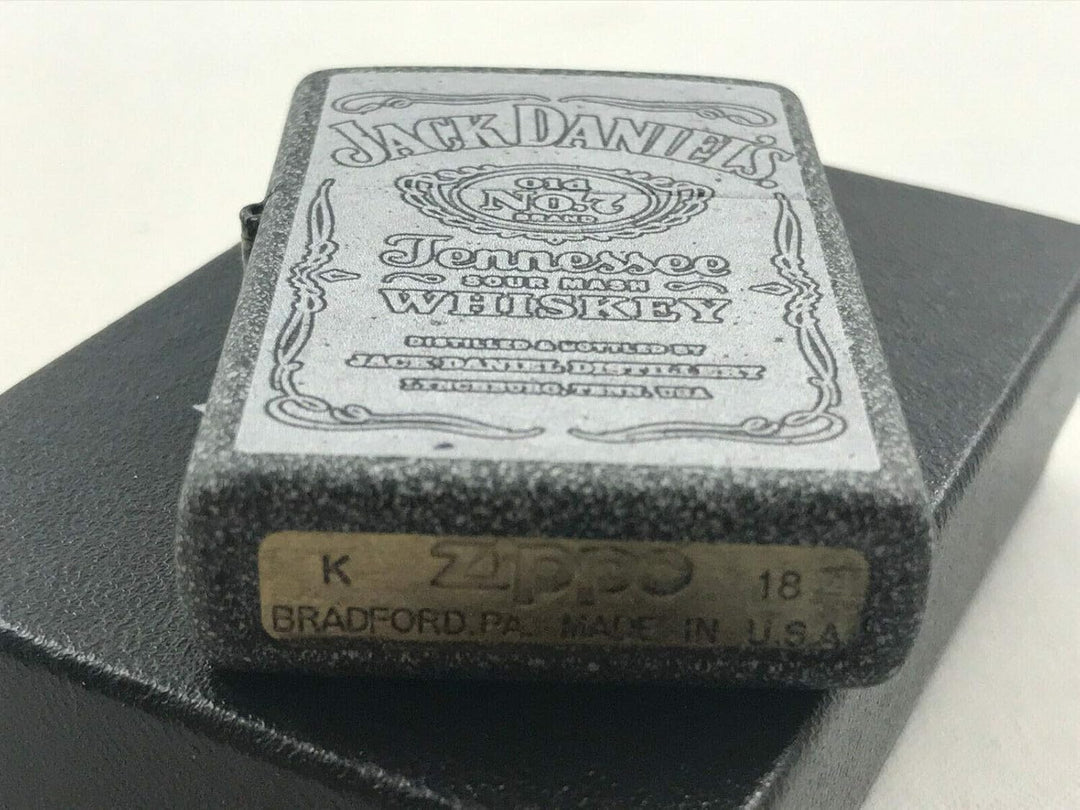 JACK DANIEL'S
Old
No.7
BRAND
Tennessee
SOUR MASH
WHISKEY
DISTILLED & BOTTLED BY
JACK DANIEL DISTILLERY
LYNCHBURG, TENN. USA
K Zippo 18
BRADFORD, PA. MADE IN U.S.A.